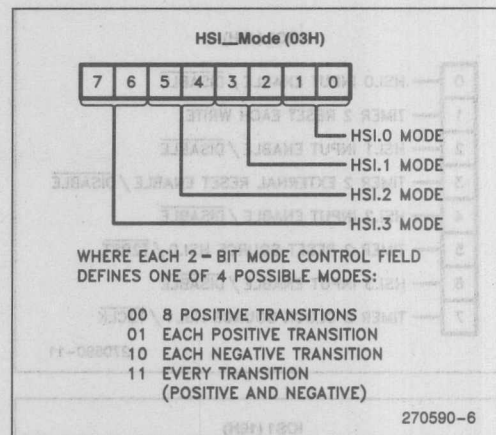 HSI_Mode (03H)
7 6 5 4 3 2 1 0
HSI.0 MODE
HSI.1 MODE
HSI.2 MODE
HSI.3 MODE
WHERE EACH 2-BIT MODE CONTROL FIELD
DEFINES ONE OF 4 POSSIBLE MODES:
00 8 POSITIVE TRANSITIONS
01 EACH POSITIVE TRANSITION
10 EACH NEGATIVE TRANSITION
11 EVERY TRANSITION
(POSITIVE AND NEGATIVE)
270590-6